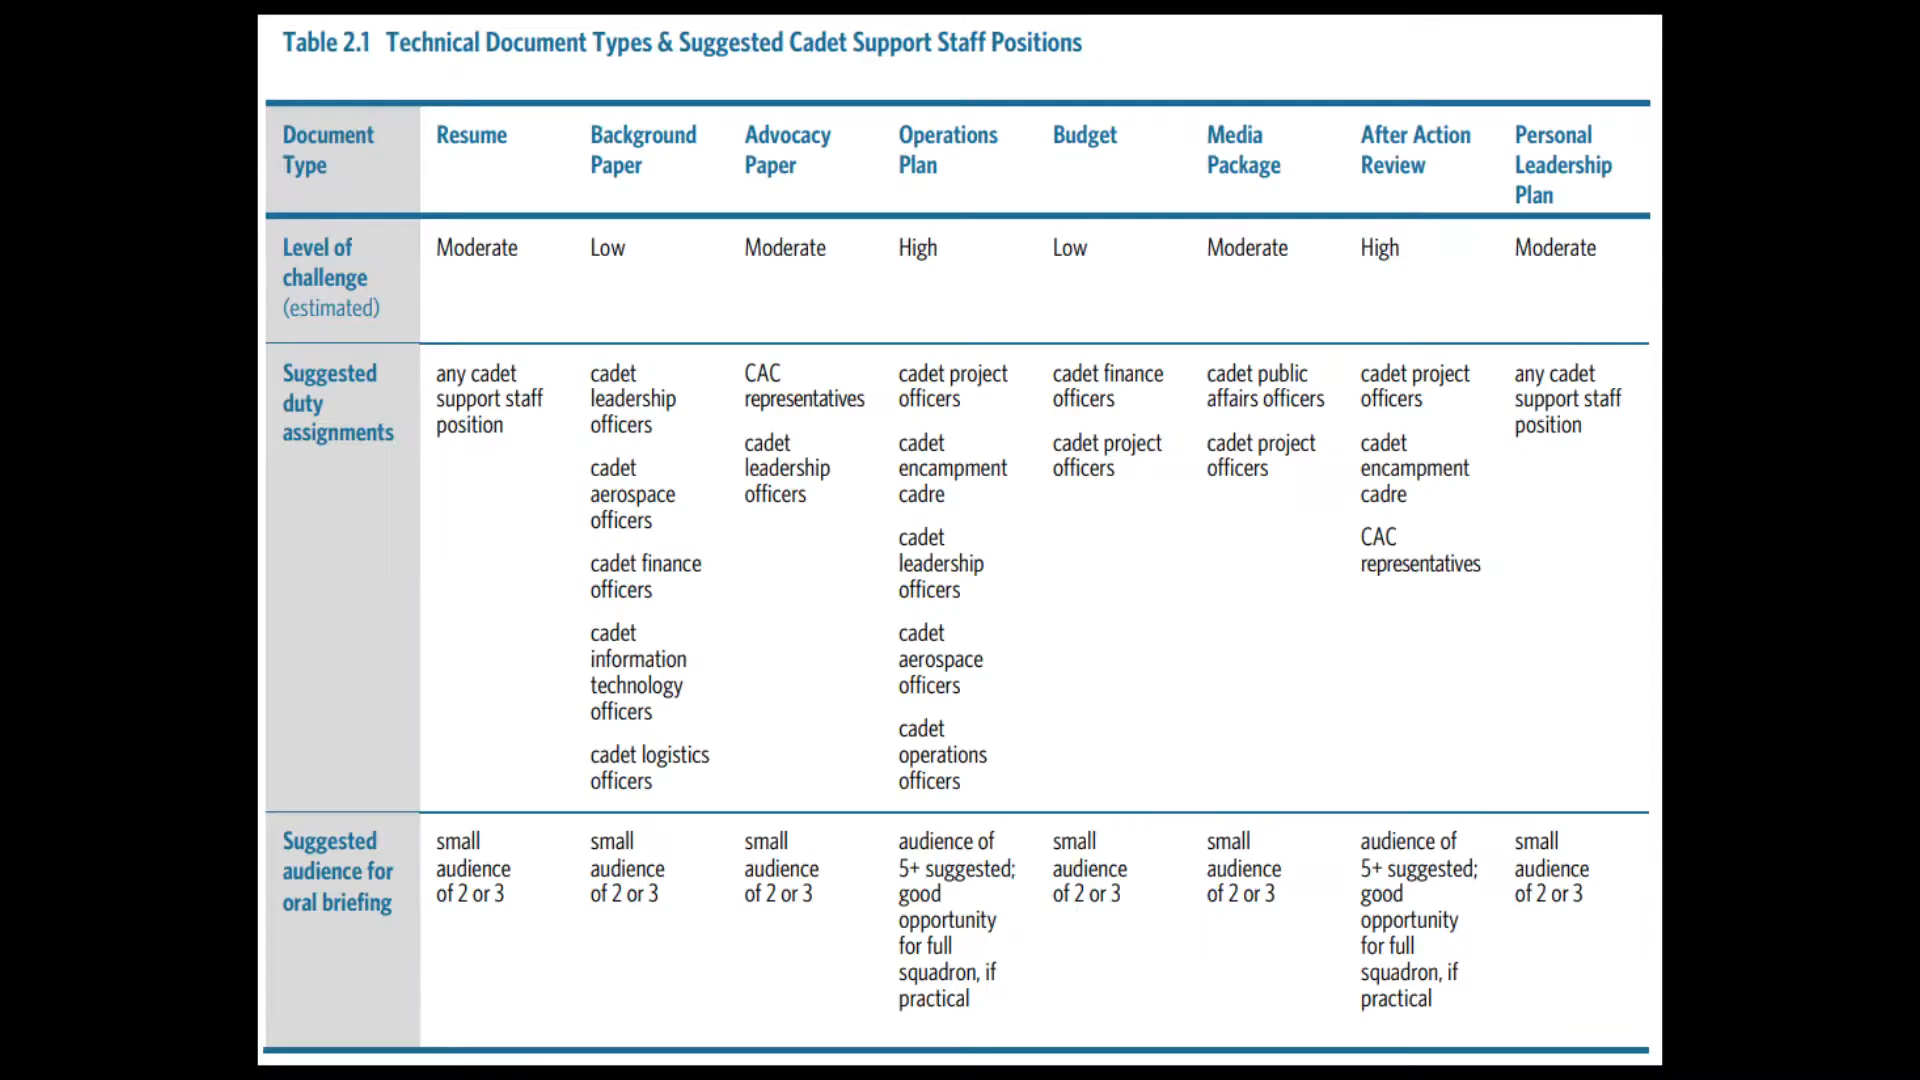 Table 2.1 Technical Document Types & Suggested Cadet Support Staff Positions
Document
Type
Resume
Background
Paper
Advocacy
Paper
Operations
Plan
Budget
Media
Package
After Action
Review
Personal
Leadership
Plan
Level of
challenge
(estimated)
Moderate
Low
Moderate
High
Low
Moderate
High
Moderate
Suggested
duty
assignments
any cadet
support staff
position
cadet
leadership
officers
cadet
aerospace
officers
cadet finance
officers
cadet
information
technology
officers
cadet logistics
officers
CAC
representatives
cadet
leadership
officers
cadet project
officers
cadet
encampment
cadre
cadet
leadership
officers
cadet
aerospace
officers
cadet
operations
officers
cadet finance
officers
cadet project
officers
cadet public
affairs officers
cadet project
officers
cadet project
officers
cadet
encampment
cadre
CAC
representatives
any cadet
support staff
position
Suggested
audience for
oral briefing
small
audience
of 2 or 3
small
audience
of 2 or 3
small
audience
of 2 or 3
audience of
5+ suggested;
good
opportunity
for full
squadron, if
practical
small
audience
of 2 or 3
small
audience
of 2 or 3
audience of
5+ suggested;
good
opportunity
for full
squadron, if
practical
small
audience
of 2 or 3